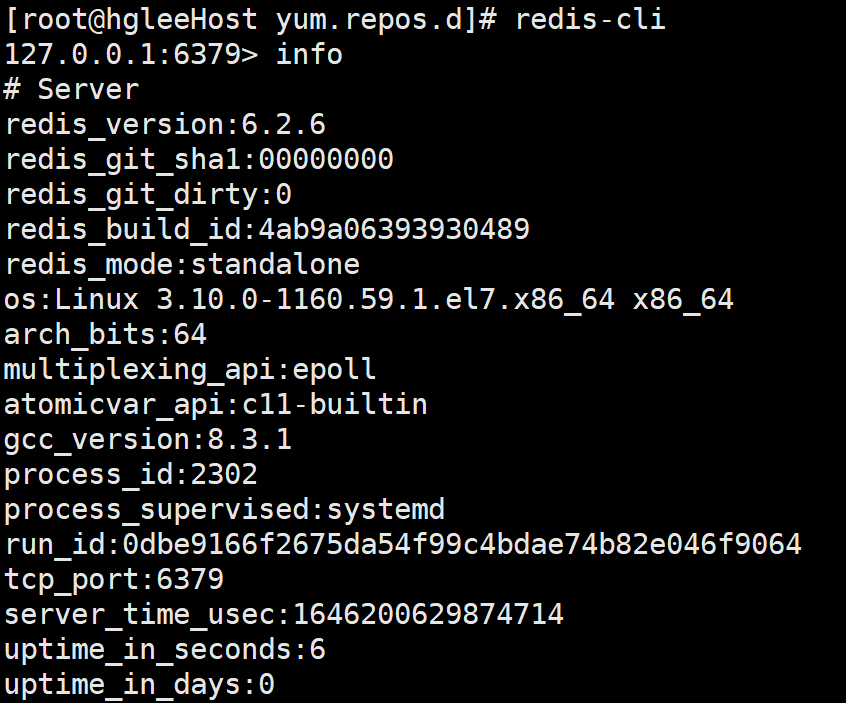 [root@hgleeHost yum.repos.d]# redis-cli
127.0.0.1:6379> info
# Server
redis_version:6.2.6
redis_git_sha1:00000000
redis_git_dirty:0
redis_build_id:4ab9a06393930489
redis_mode:standalone
os:Linux 3.10.0-1160.59.1.el7.x86_64 x86_64
arch_bits:64
multiplexing_api:epoll
atomicvar_api:c11-builtin
gcc_version:8.3.1
process_id:2302
process_supervised:systemd
run_id:0dbe9166f2675da54f99c4bdae74b82e046f9064
tcp_port:6379
server_time_usec:1646200629874714
uptime_in_seconds:6
uptime_in_days:0